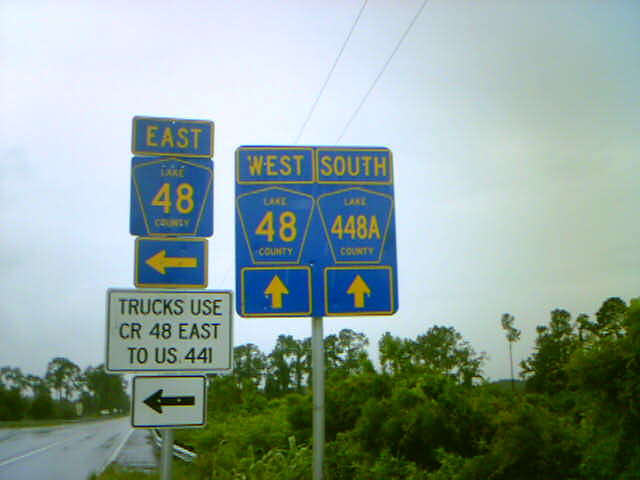 EAST
LAKE
48
COUNTY
TRUCKS USE
CR 48 EAST
TO US 441
WEST
LAKE
48
COUNTY
SOUTH
LAKE
448A
COUNTY